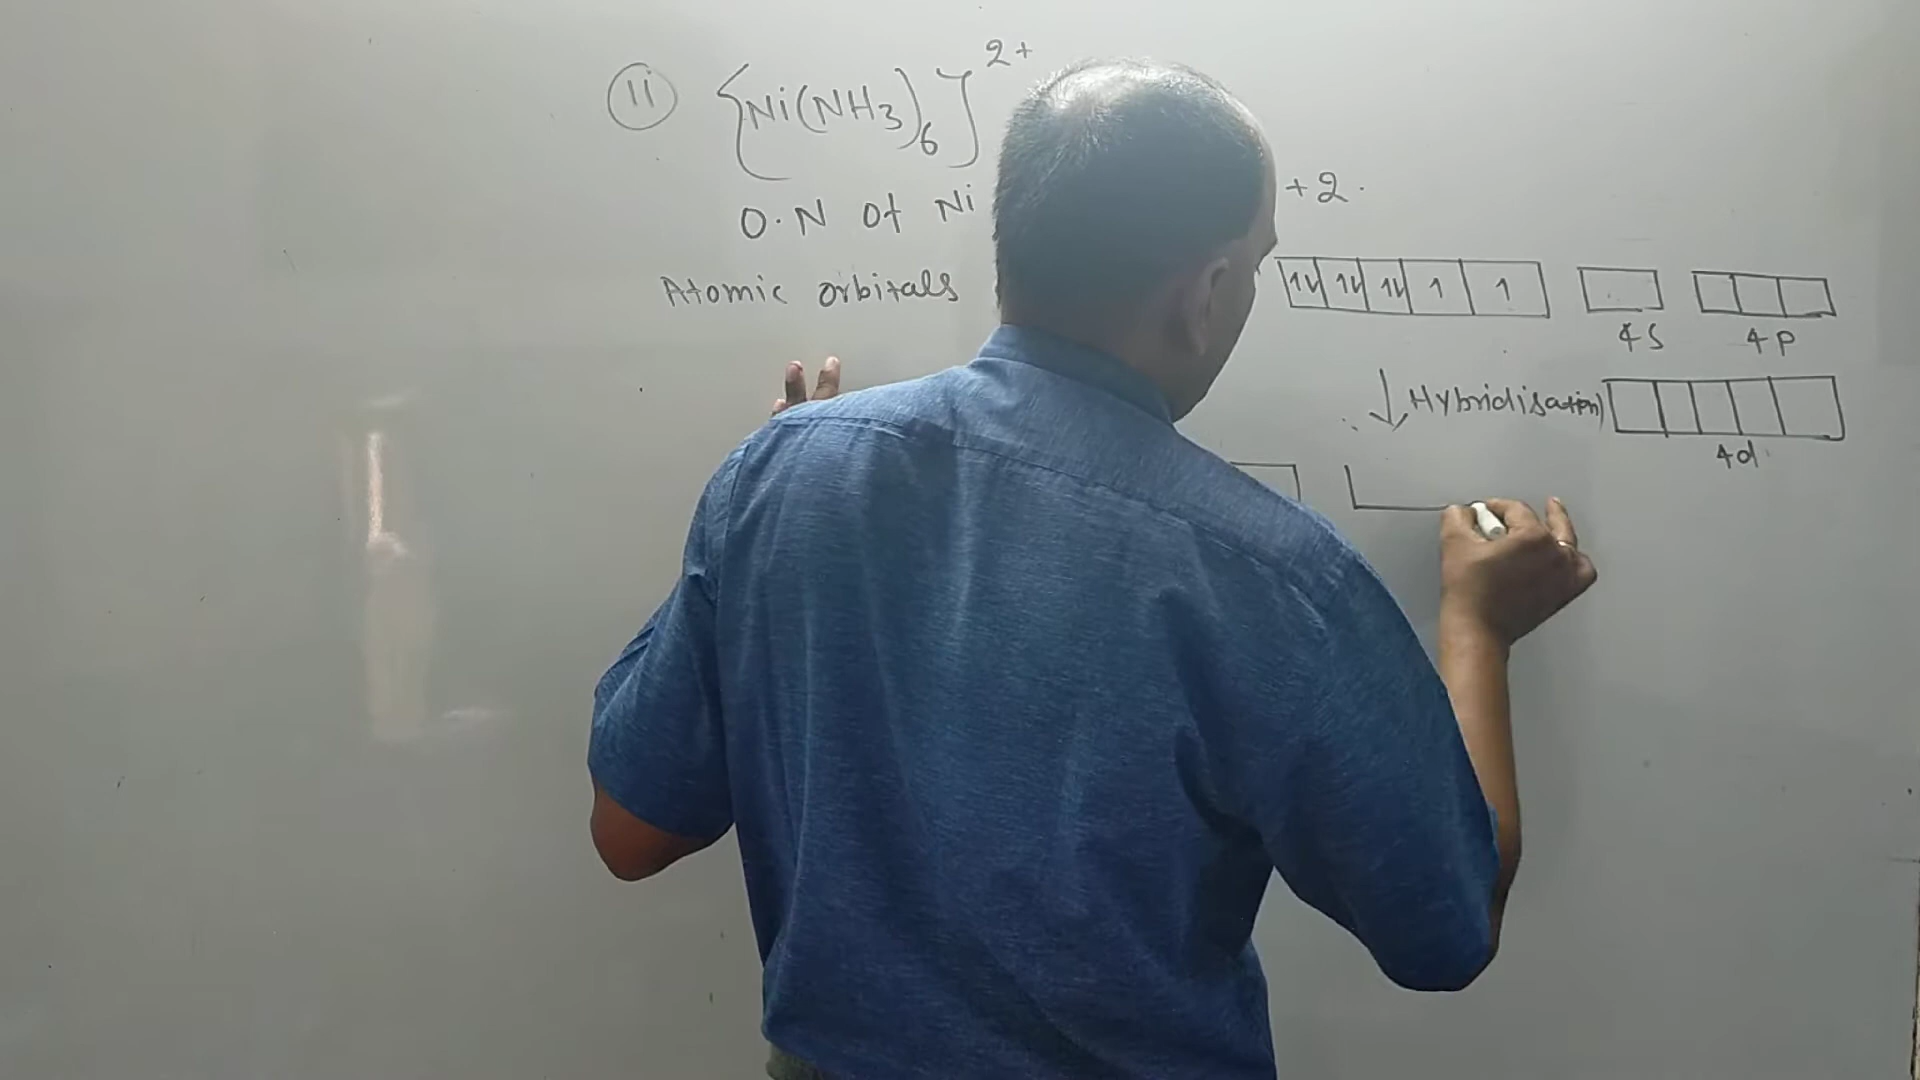 (ii) {Ni(NH3)6]2+
O.N of Ni +2.
Atomic orbitals 1⇂ 1⇂ 1⇂ 1 1
4s 4p
↓ Hybridisation)
4d